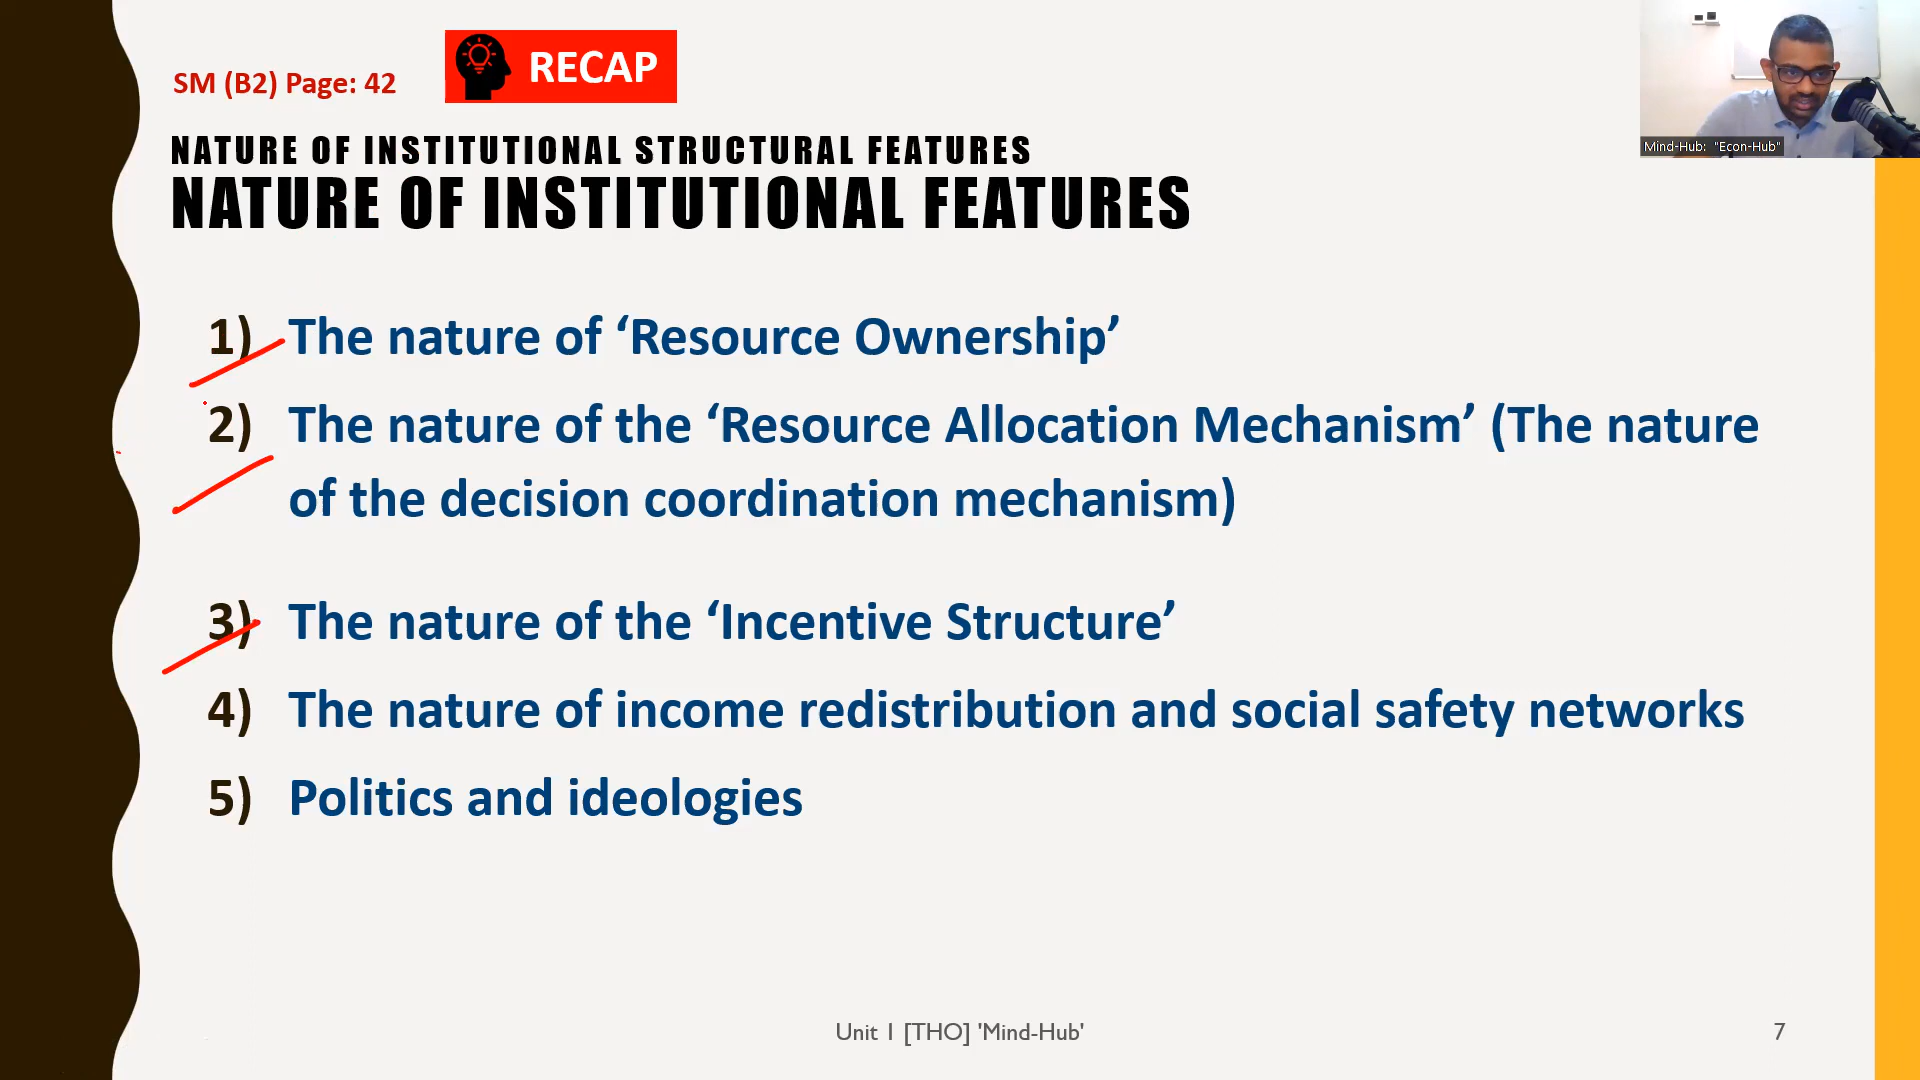 SM (B2) Page: 42
RECAP
Mind-Hub: "Econ-Hub"
NATURE OF INSTITUTIONAL STRUCTURAL FEATURES
NATURE OF INSTITUTIONAL FEATURES
1) The nature of ‘Resource Ownership’
2) The nature of the ‘Resource Allocation Mechanism’ (The nature
of the decision coordination mechanism)
3) The nature of the ‘Incentive Structure’
4) The nature of income redistribution and social safety networks
5) Politics and ideologies
Unit 1 [THO] 'Mind-Hub'
7